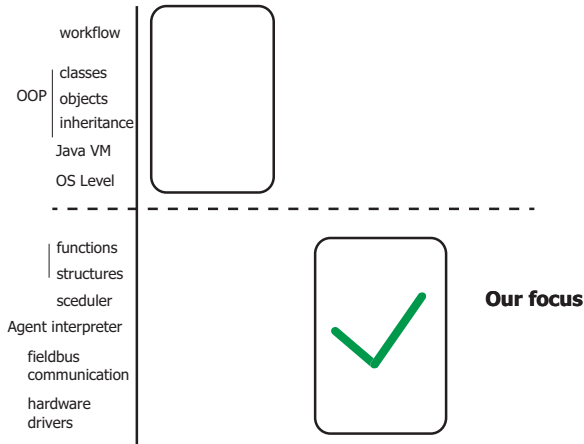 workflow
classes
OOP
objects
inheritance
Java VM
OS Level
functions
structures
sceduler
Our focus
Agent interpreter
fieldbus
communication
hardware
drivers